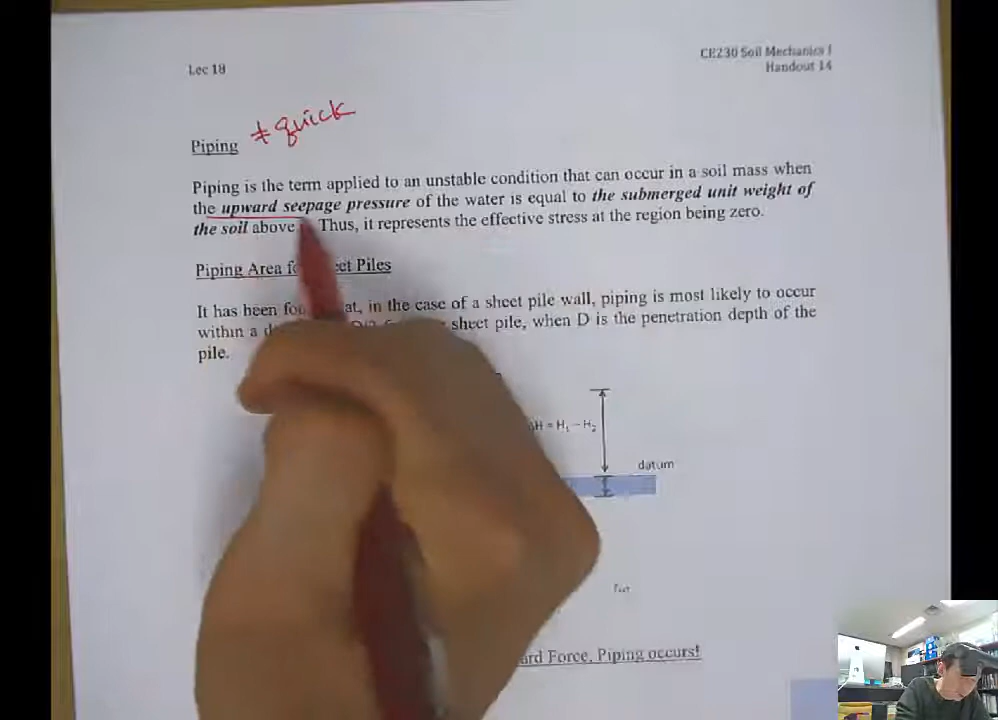 Lec 18
CE230 Soil Mechanics I
Handout 14
Piping ≠ quick
Piping is the term applied to an unstable condition that can occur in a soil mass when
the upward seepage pressure of the water is equal to the submerged unit weight of
the soil above Thus, it represents the effective stress at the region being zero.
Piping Area Piles
It has been in the case of a sheet pile wall, piping is most likely to occur
within a sheet pile, when D is the penetration depth of the
pile.
ΔH = H₁ − H₂
datum
Force, Piping occurs!